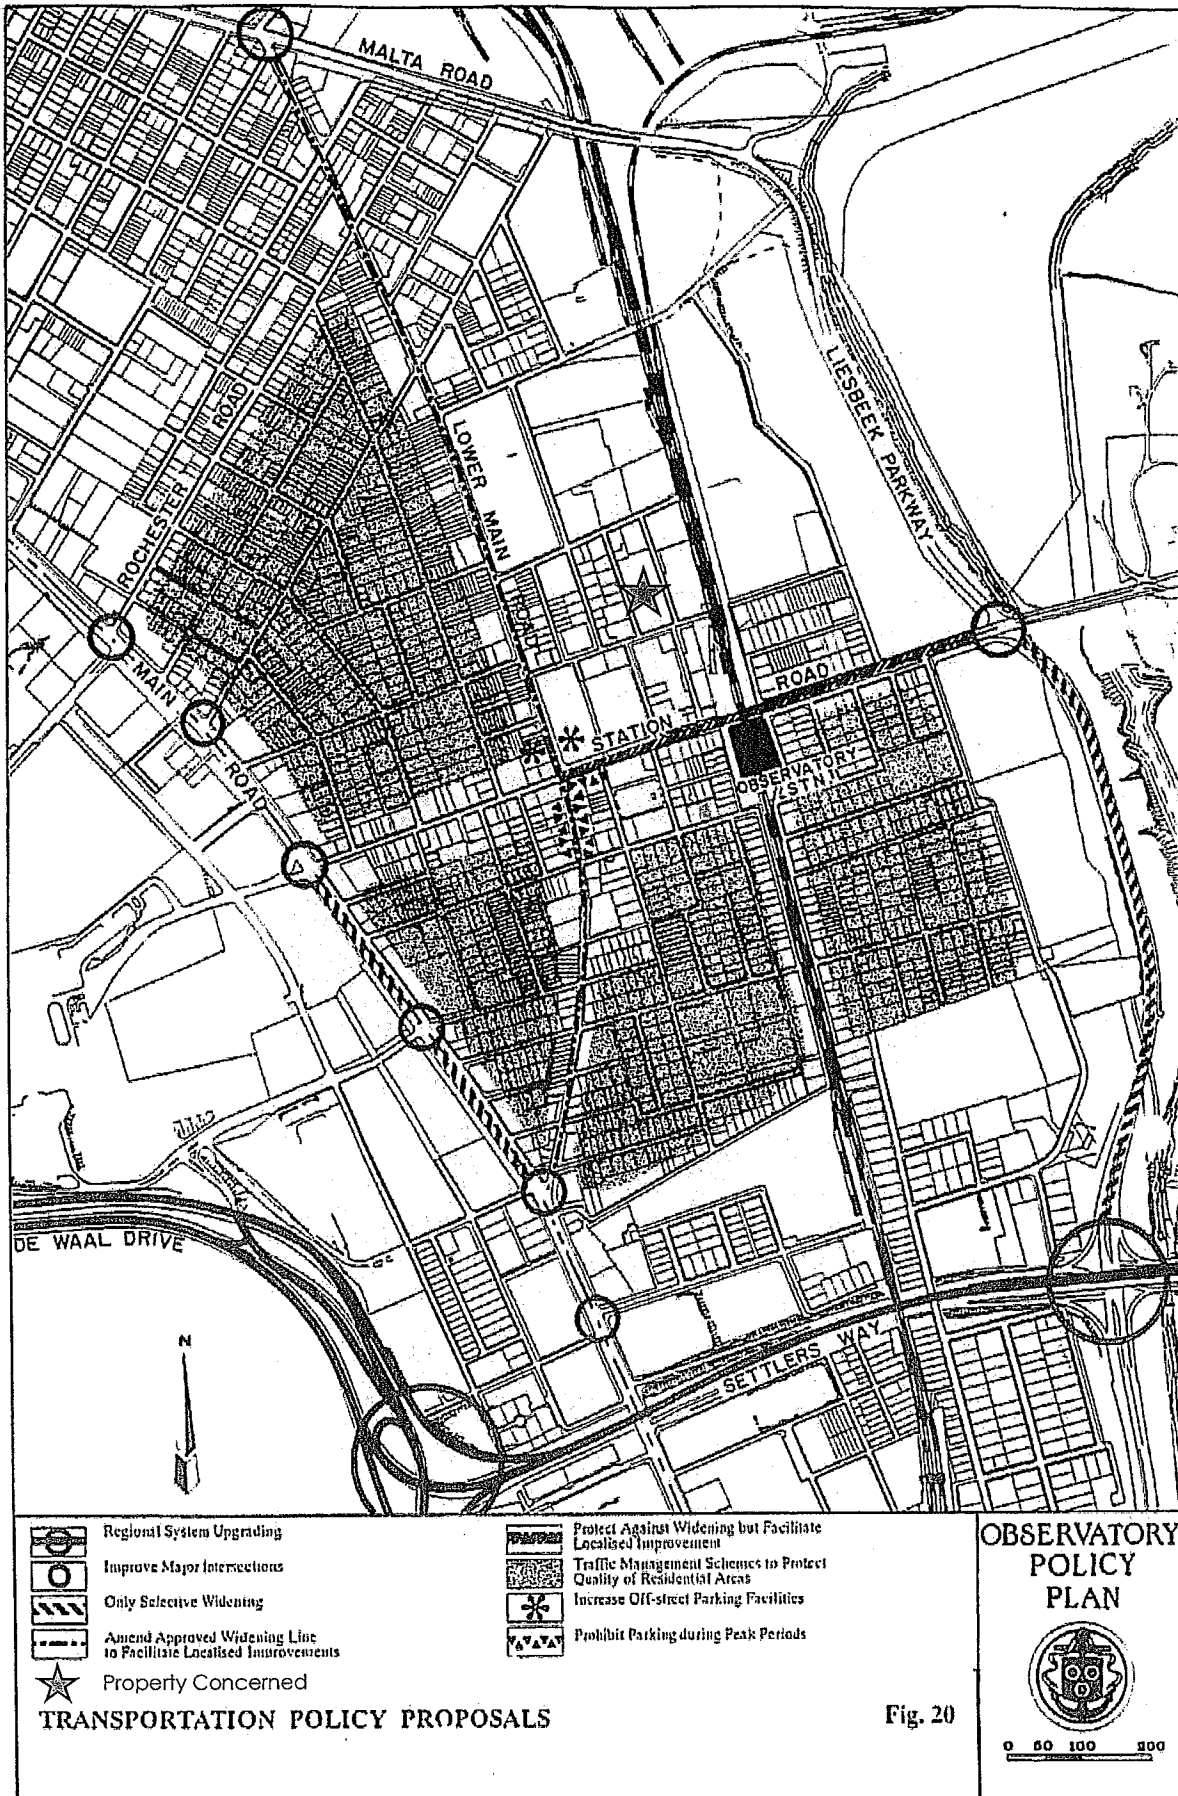 MALTA ROAD
LIESBEEK PARKWAY
ROCHESTER ROAD
LOWER MAIN ROAD
MAIN ROAD
STATION ROAD
OBSERVATORY
STN
DE WAAL DRIVE
SETTLERS WAY
N
Regional System Upgrading
Improve Major Intersections
Only Selective Widening
Amend Approved Widening Line
to Facilitate Localised Improvements
Property Concerned
Protect Against Widening but Facilitate
Localised Improvement
Traffic Management Schemes to Protect
Quality of Residential Areas
Increase Off-street Parking Facilities
Prohibit Parking during Peak Periods
TRANSPORTATION POLICY PROPOSALS
Fig. 20
OBSERVATORY
POLICY
PLAN
0 50 100 200